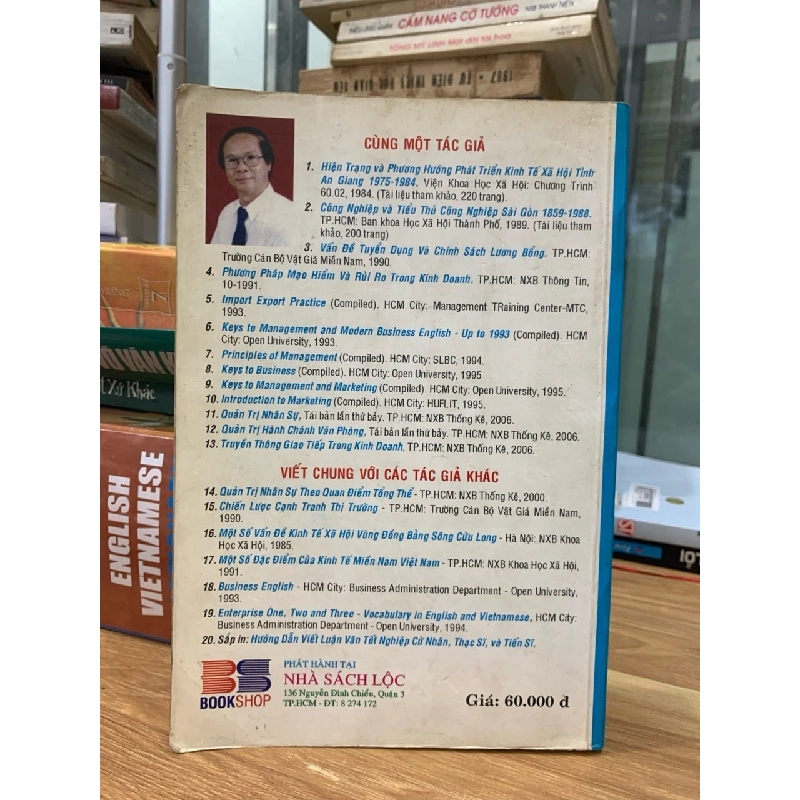 CẨM NANG CỜ TƯỚNG
TỪ ĐIỂN TRIẾT HỌC GIẢN YẾU - 1987
CÙNG MỘT TÁC GIẢ
1. Hiện Trạng và Phương Hướng Phát Triển Kinh Tế Xã Hội Tỉnh
An Giang 1975-1984. Viện Khoa Học Xã Hội: Chương Trình
60.02, 1984. (Tài liệu tham khảo, 220 trang).
2. Công Nghiệp và Tiểu Thủ Công Nghiệp Sài Gòn 1859-1988.
TP.HCM: Ban khoa Học Xã Hội Thành Phố, 1989. (Tài liệu tham
khảo, 200 trang)
3. Vấn Đề Tuyển Dụng Và Chính Sách Lương Bổng. TP.HCM:
Trường Cán Bộ Vật Giá Miền Nam, 1990.
4. Phương Pháp Mạo Hiểm Và Rủi Ro Trong Kinh Doanh. TP.HCM: NXB Thông Tin,
10-1991.
5. Import Export Practice (Compiled). HCM City: Management TRaining Center-MTC,
1993.
6. Keys to Management and Modern Business English - Up to 1993 (Compiled). HCM
City: Open University, 1993.
7. Principles of Management (Compiled). HCM City: SLBC, 1994.
8. Keys to Business (Compiled). HCM City: Open University, 1995
9. Keys to Management and Marketing (Compiled). HCM City: Open University, 1995.
10. Introduction to Marketing (Compiled). HCM City: HUFLIT, 1995.
11. Quản Trị Nhân Sự, Tái bản lần thứ bảy. TP.HCM: NXB Thống Kê, 2006.
12. Quản Trị Hành Chánh Văn Phòng, Tái bản lần thứ bảy. TP.HCM: NXB Thống Kê, 2006.
13. Truyền Thông Giao Tiếp Trong Kinh Doanh, TP.HCM: NXB Thống Kê, 2006.
VIẾT CHUNG VỚI CÁC TÁC GIẢ KHÁC
14. Quản Trị Nhân Sự Theo Quan Điểm Tổng Thể - TP.HCM: NXB Thống Kê, 2000.
15. Chiến Lược Cạnh Tranh Thị Trường - TP.HCM: Trường Cán Bộ Vật Giá Miền Nam,
1990.
16. Một Số Vấn Đề Kinh Tế Xã Hội Vùng Đồng Bằng Sông Cửu Long - Hà Nội: NXB Khoa
Học Xã Hội, 1985.
17. Một Số Đặc Điểm Của Kinh Tế Miền Nam Việt Nam - TP.HCM: NXB Khoa Học Xã Hội,
1991.
18. Business English - HCM City: Business Administration Department - Open University,
1993.
19. Enterprise One, Two and Three - Vocabulary in English and Vietnamese, HCM City:
Business Administration Department - Open University, 1994.
20. Sắp in: Hướng Dẫn Viết Luận Văn Tốt Nghiệp Cử Nhân, Thạc Sĩ, và Tiến Sĩ.
BS
BOOKSHOP
PHÁT HÀNH TẠI
NHÀ SÁCH LỘC
136 Nguyễn Đình Chiểu, Quận 3
TP.HCM - ĐT: 8 274 172
Giá: 60.000 đ
Xứ Khác
ENGLISH
VIETNAMESE